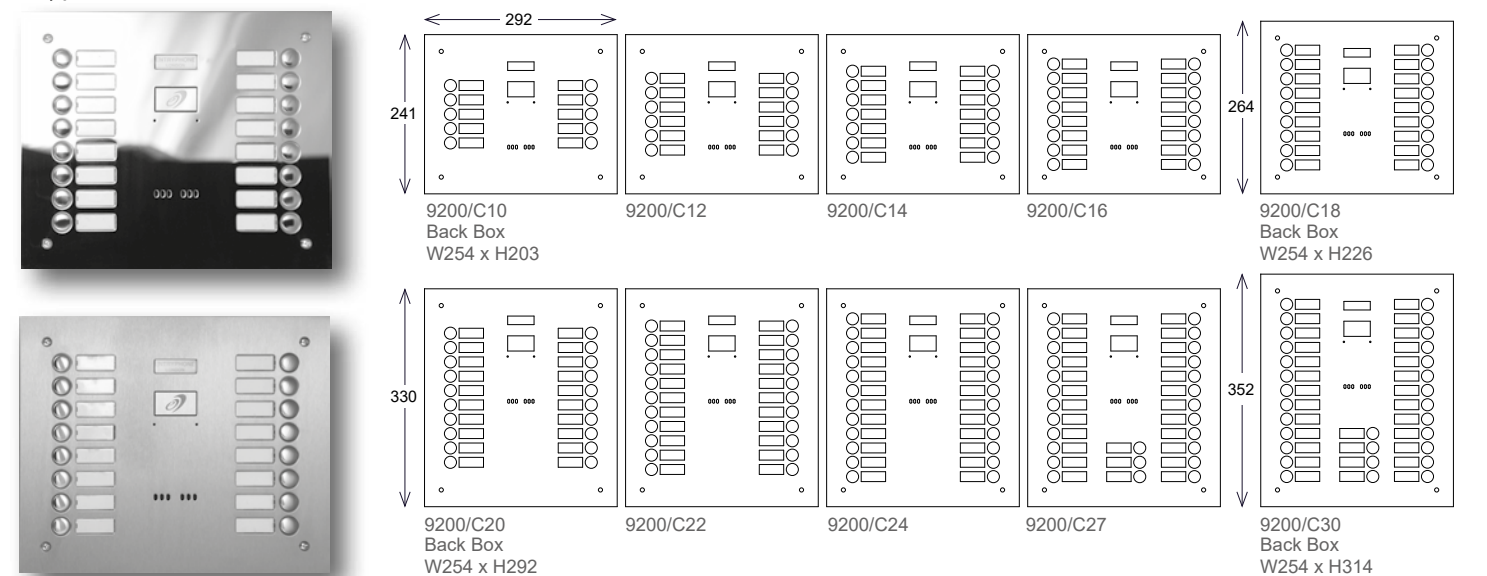 292
241
264
9200/C10
Back Box
W254 x H203
9200/C12
9200/C14
9200/C16
9200/C18
Back Box
W254 x H226
330
352
9200/C20
Back Box
W254 x H292
9200/C22
9200/C24
9200/C27
9200/C30
Back Box
W254 x H314